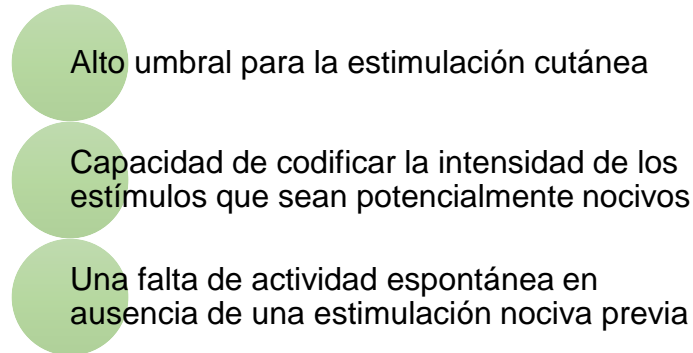 Alto umbral para la estimulación cutánea
Capacidad de codificar la intensidad de los
estímulos que sean potencialmente nocivos
Una falta de actividad espontánea en
ausencia de una estimulación nociva previa